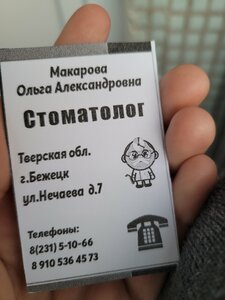 Макарова
Ольга Александровна
Стоматолог
Тверская обл.
г.Бежецк
ул.Нечаева д.7
Телефоны:
8(231) 5-10-66
8 910 536 45 73